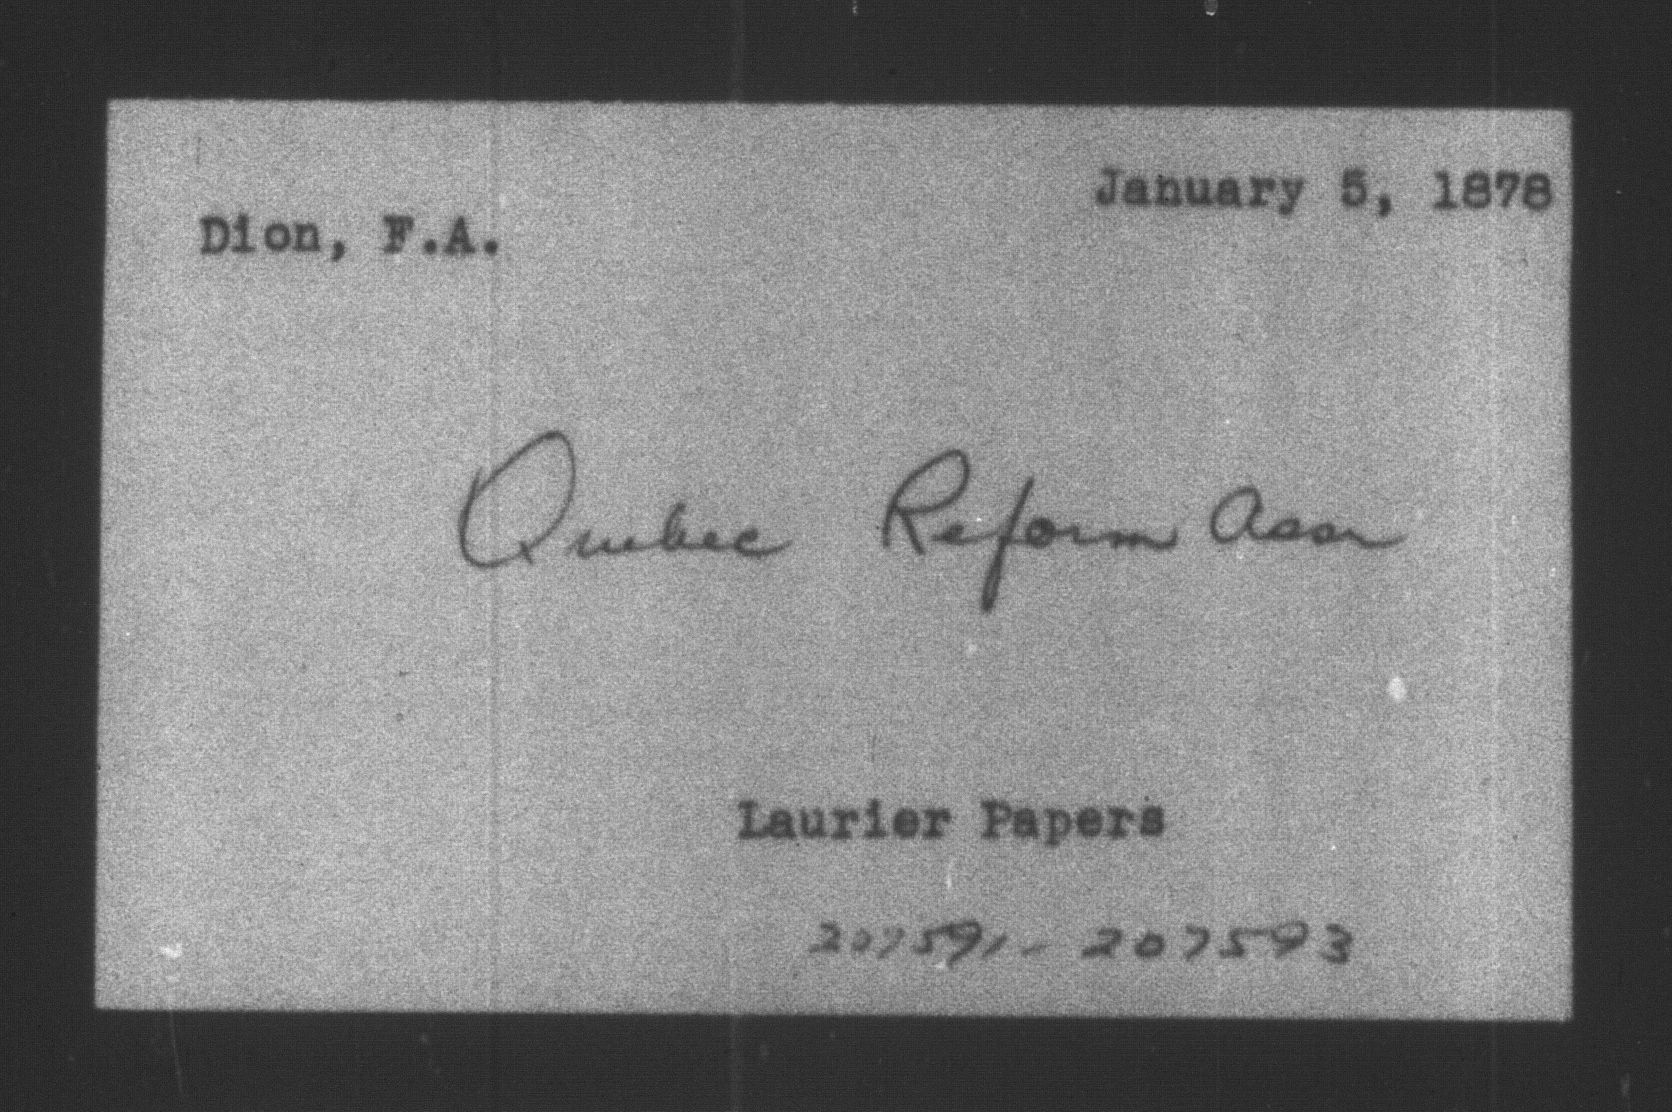 January 5, 1878
Dion, F.A.
Quebec Reform Assn
Laurier Papers
207591-207593